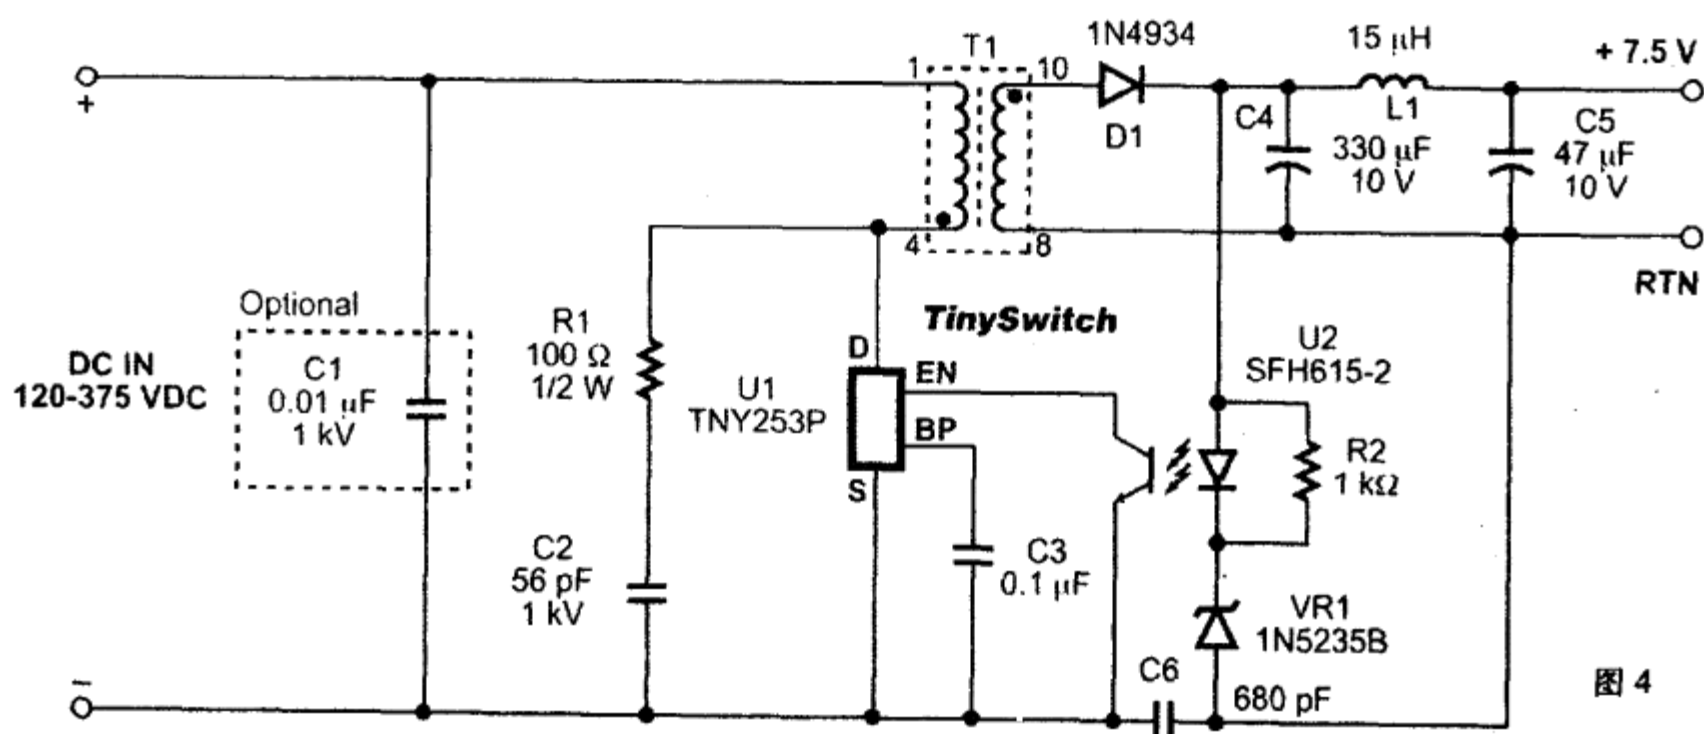 T1
1N4934
15 µH
+ 7.5 V
1
10
+
D1
C4
330 µF
10 V
L1
C5
47 µF
10 V
4
8
RTN
Optional
C1
0.01 µF
1 kV
DC IN
120-375 VDC
R1
100 Ω
1/2 W
TinySwitch
D
EN
BP
S
U1
TNY253P
U2
SFH615-2
R2
1 kΩ
C2
56 pF
1 kV
C3
0.1 µF
VR1
1N5235B
C6
680 pF
−
图 4